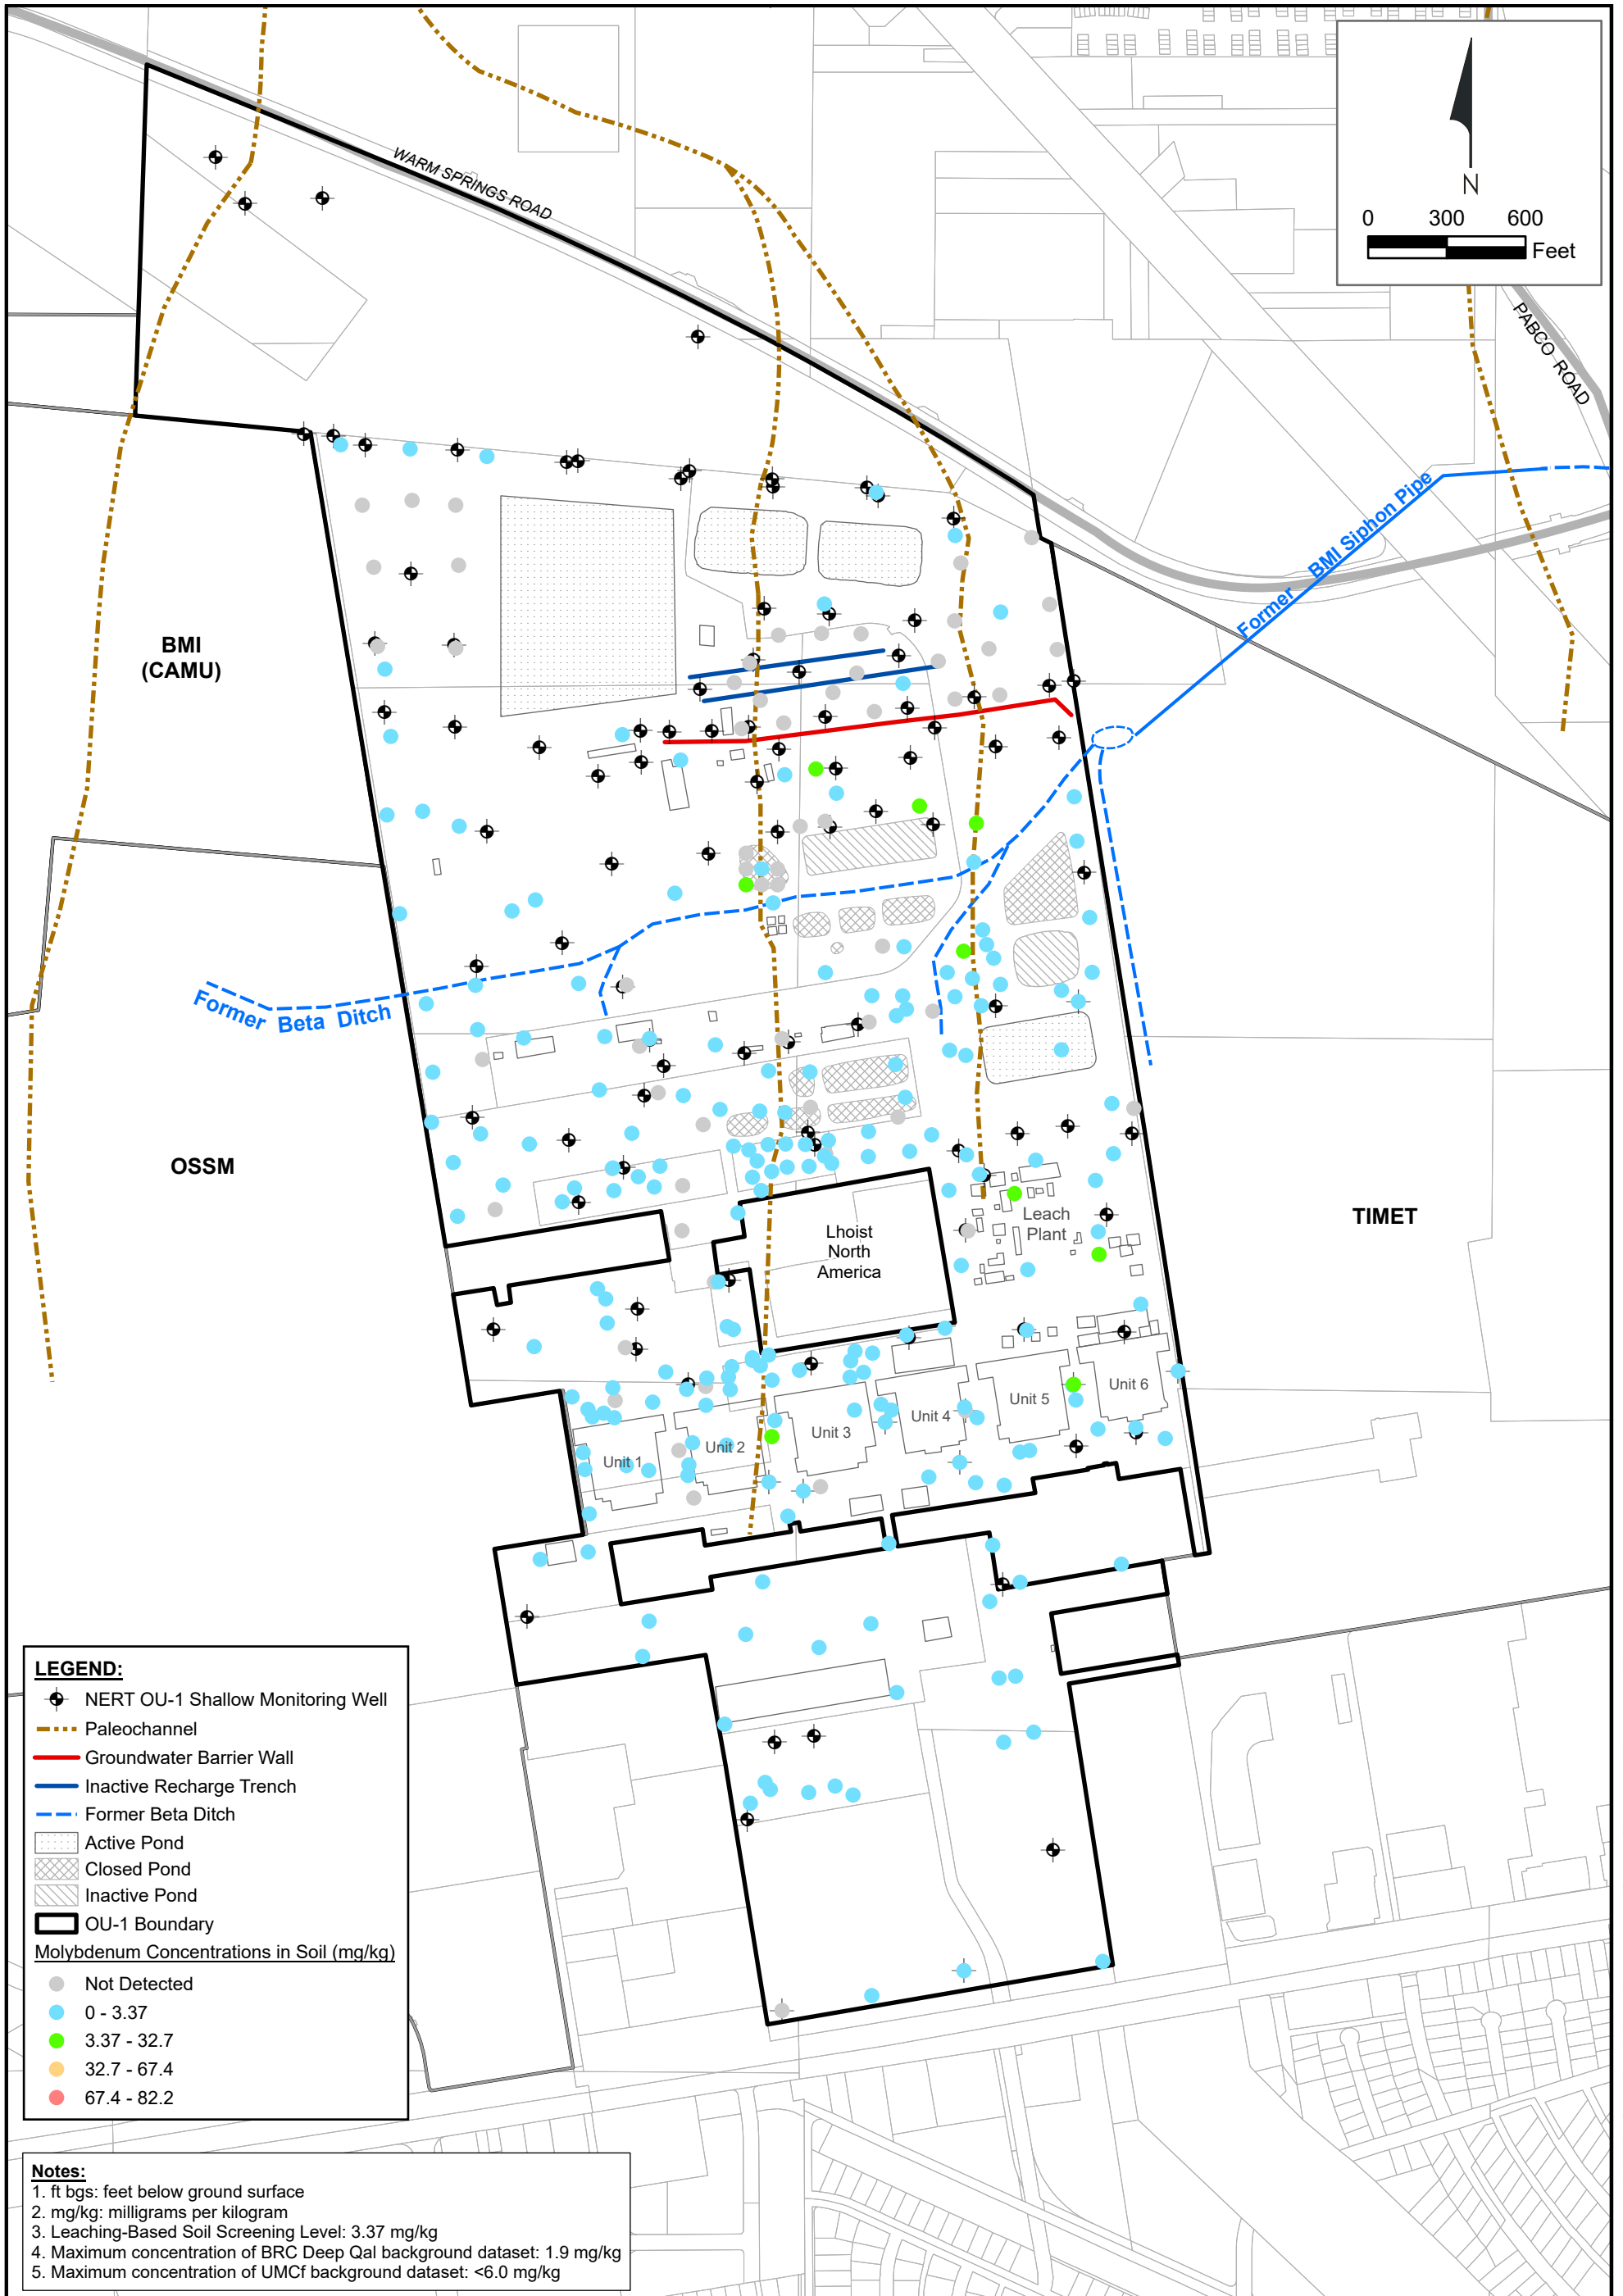 WARM SPRINGS ROAD
N
0 300 600
Feet
PABCO ROAD
Former BMI Siphon Pipe
BMI
(CAMU)
Former Beta Ditch
OSSM
TIMET
Lhoist
North
America
Leach
Plant
Unit 1
Unit 2
Unit 3
Unit 4
Unit 5
Unit 6
LEGEND:
NERT OU-1 Shallow Monitoring Well
Paleochannel
Groundwater Barrier Wall
Inactive Recharge Trench
Former Beta Ditch
Active Pond
Closed Pond
Inactive Pond
OU-1 Boundary
Molybdenum Concentrations in Soil (mg/kg)
Not Detected
0 - 3.37
3.37 - 32.7
32.7 - 67.4
67.4 - 82.2
Notes:
1. ft bgs: feet below ground surface
2. mg/kg: milligrams per kilogram
3. Leaching-Based Soil Screening Level: 3.37 mg/kg
4. Maximum concentration of BRC Deep Qal background dataset: 1.9 mg/kg
5. Maximum concentration of UMCf background dataset: <6.0 mg/kg